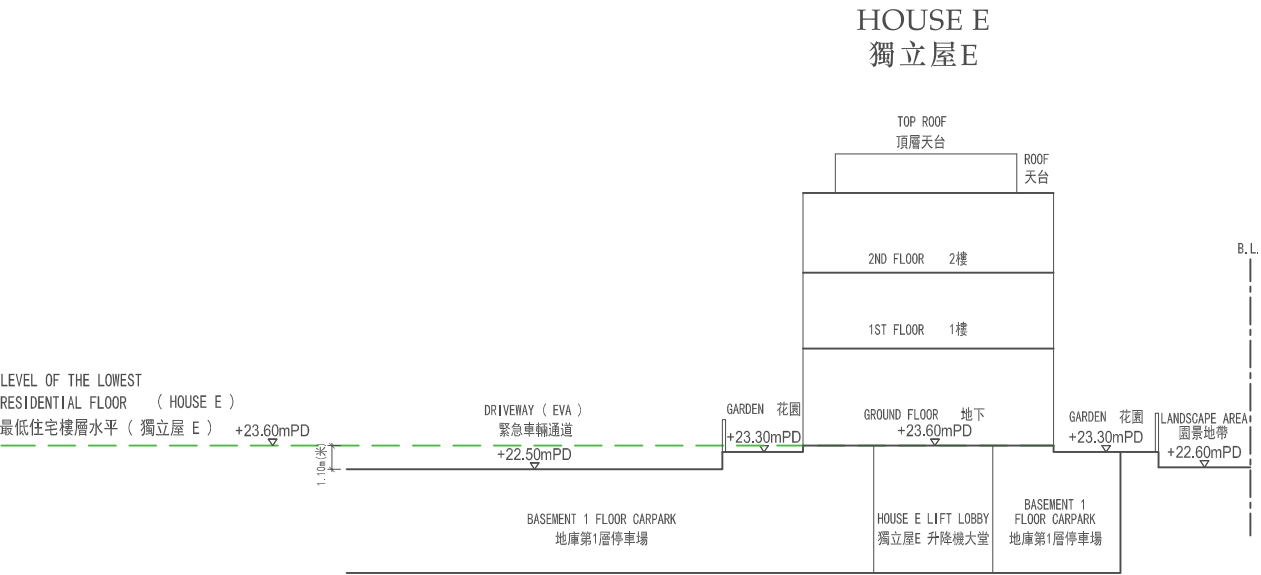 HOUSE E
獨立屋E
TOP ROOF
頂層天台
ROOF
天台
2ND FLOOR 2樓
B.L.
1ST FLOOR 1樓
LEVEL OF THE LOWEST
RESIDENTIAL FLOOR ( HOUSE E )
最低住宅樓層水平 ( 獨立屋 E ) +23.60mPD
1.10m(米)
DRIVEWAY ( EVA )
緊急車輛通道
+22.50mPD
GARDEN 花園
+23.30mPD
GROUND FLOOR 地下
+23.60mPD
GARDEN 花園
+23.30mPD
LANDSCAPE AREA
園景地帶
+22.60mPD
BASEMENT 1 FLOOR CARPARK
地庫第1層停車場
HOUSE E LIFT LOBBY
獨立屋E 升降機大堂
BASEMENT 1
FLOOR CARPARK
地庫第1層停車場